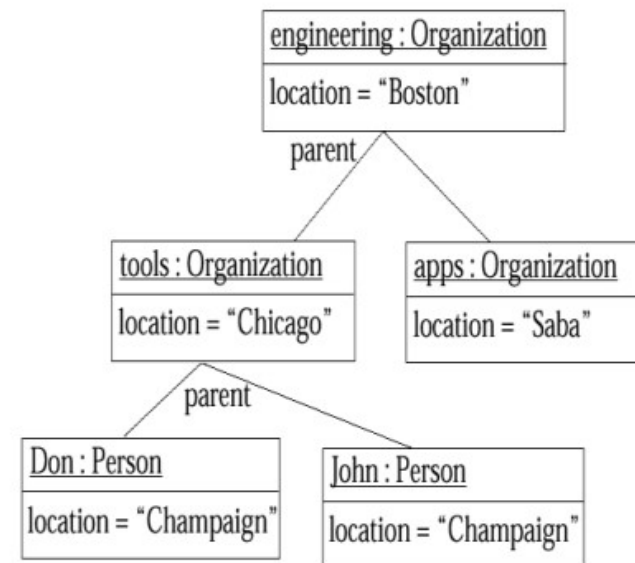 engineering : Organization
location = “Boston”
parent
tools : Organization
location = “Chicago”
apps : Organization
location = “Saba”
parent
Don : Person
location = “Champaign”
John : Person
location = “Champaign”